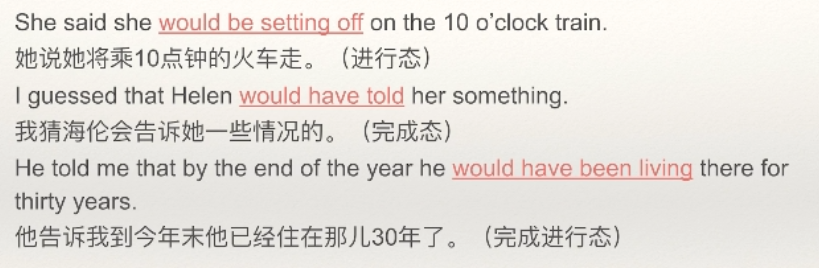 She said she would be setting off on the 10 o'clock train.
她说她将乘10点钟的火车走。（进行态）
I guessed that Helen would have told her something.
我猜海伦会告诉她一些情况的。（完成态）
He told me that by the end of the year he would have been living there for
thirty years.
他告诉我到今年末他已经住在那儿30年了。（完成进行态）